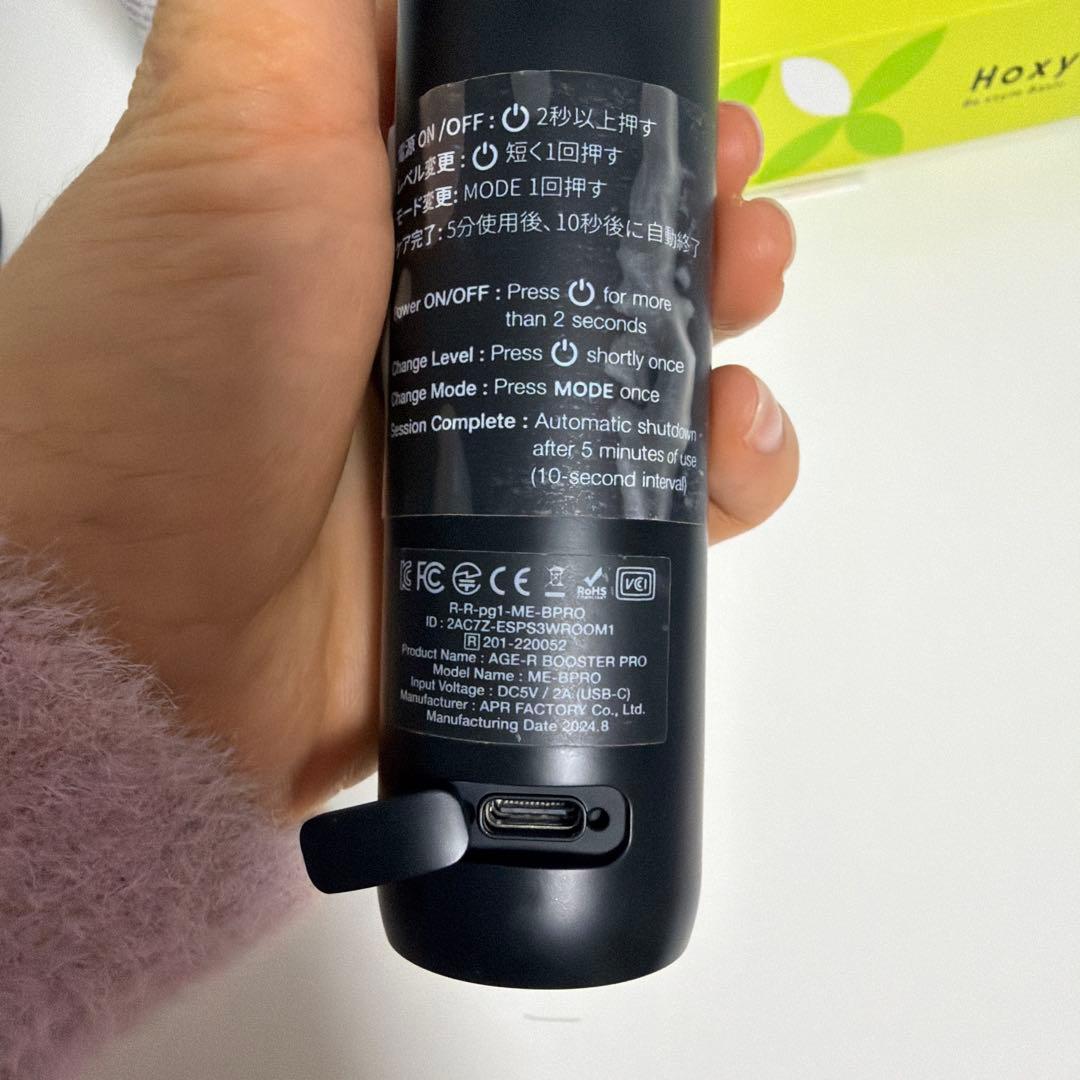 Hoxy
電源 ON /OFF : 2秒以上押す
レベル変更 : 短く1回押す
モード変更: MODE 1回押す
ケア完了: 5分使用後、10秒後に自動終了
Power ON/OFF : Press for more
than 2 seconds
Change Level : Press shortly once
Change Mode : Press MODE once
Session Complete : Automatic shutdown
after 5 minutes of use
(10-second interval)
FC CE RoHS VCCI
R-R-pg1-ME-BPRO
ID : 2AC7Z-ESPS3WROOM1
R 201-220052
Product Name : AGE-R BOOSTER PRO
Model Name : ME-BPRO
Input Voltage : DC5V / 2A (USB-C)
Manufacturer : APR FACTORY Co., Ltd.
Manufacturing Date 2024.8